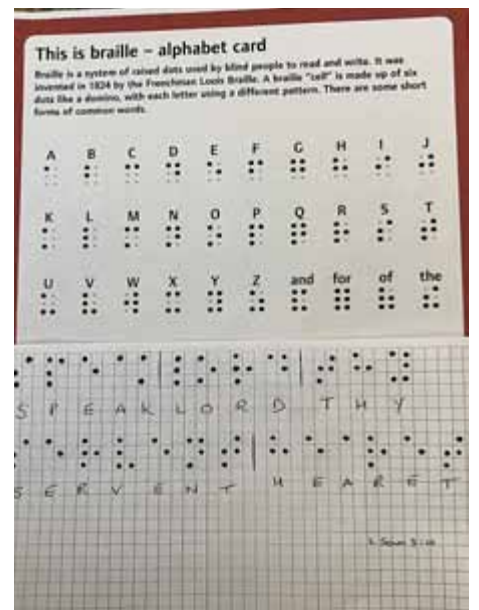 This is braille – alphabet card
Braille is a system of raised dots used by blind people to read and write. It was
invented in 1824 by the Frenchman Louis Braille. A braille "cell" is made up of six
dots like a domino, with each letter using a different pattern. There are some short
forms of common words.
A B C D E F G H I J
K L M N O P Q R S T
U V W X Y Z and for of the
S P E A K L O R D T H Y
S E R V E N T H E A R E T